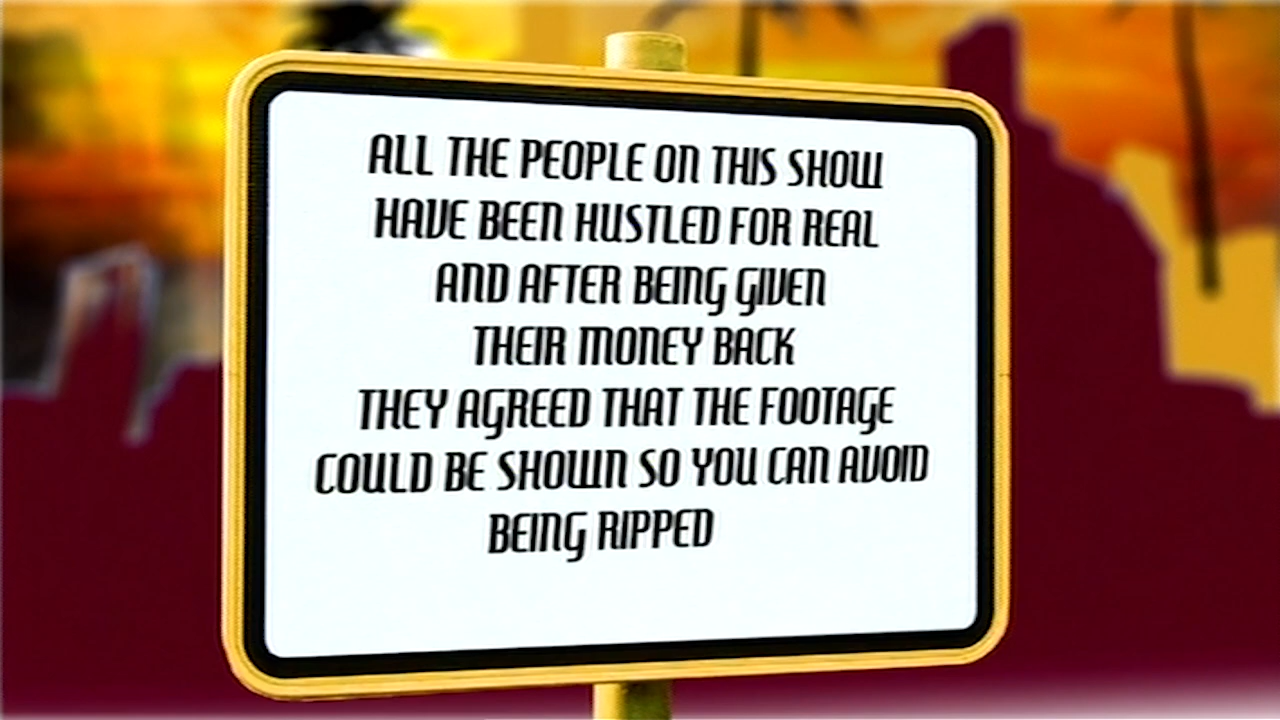 ALL THE PEOPLE ON THIS SHOW
HAVE BEEN HUSTLED FOR REAL
AND AFTER BEING GIVEN
THEIR MONEY BACK
THEY AGREED THAT THE FOOTAGE
COULD BE SHOWN SO YOU CAN AVOID
BEING RIPPED